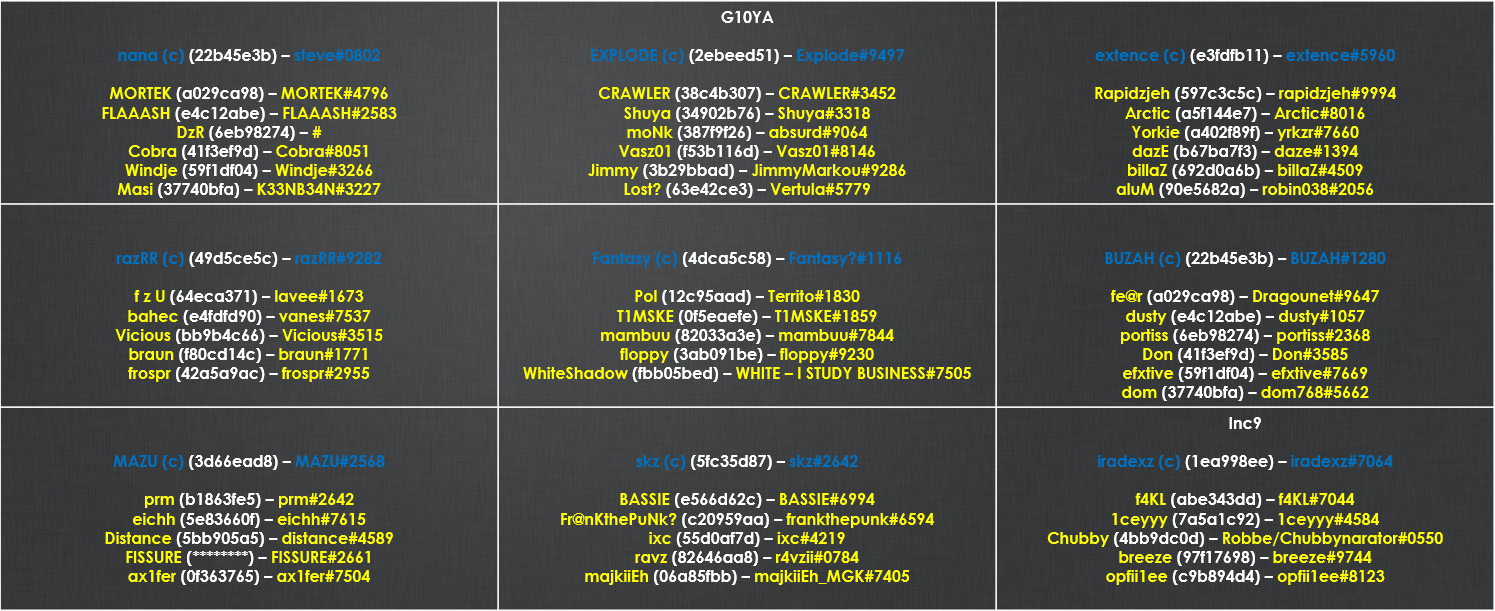 nana (c) (22b45e3b) – steve#0802
MORTEK (a029ca98) – MORTEK#4796
FLAAASH (e4c12abe) – FLAAASH#2583
DzR (6eb98274) – #
Cobra (41f3ef9d) – Cobra#8051
Windje (59f1df04) – Windje#3266
Masi (37740bfa) – K33NB34N#3227
G10YA
EXPLODE (c) (2ebeed51) – Explode#9497
CRAWLER (38c4b307) – CRAWLER#3452
Shuya (34902b76) – Shuya#3318
moNk (387f9f26) – absurd#9064
Vasz01 (f53b116d) – Vasz01#8146
Jimmy (3b29bbad) – JimmyMarkou#9286
Lost? (63e42ce3) – Vertula#5779
extence (c) (e3fdfb11) – extence#5960
Rapidzjeh (597c3c5c) – rapidzjeh#9994
Arctic (a5f144e7) – Arctic#8016
Yorkie (a402f89f) – yrkzr#7660
dazE (b67ba7f3) – daze#1394
billaZ (692d0a6b) – billaZ#4509
aluM (90e5682a) – robin038#2056
razRR (c) (49d5ce5c) – razRR#9282
f z U (64eca371) – lavee#1673
bahec (e4fdfd90) – vanes#7537
Vicious (bb9b4c66) – Vicious#3515
braun (f80cd14c) – braun#1771
frospr (42a5a9ac) – frospr#2955
Fantasy (c) (4dca5c58) – Fantasy?#1116
Pol (12c95aad) – Territo#1830
T1MSKE (0f5eaefe) – T1MSKE#1859
mambuu (82033a3e) – mambuu#7844
floppy (3ab091be) – floppy#9230
WhiteShadow (fbb05bed) – WHITE – I STUDY BUSINESS#7505
BUZAH (c) (22b45e3b) – BUZAH#1280
fe@r (a029ca98) – Dragounet#9647
dusty (e4c12abe) – dusty#1057
portiss (6eb98274) – portiss#2368
Don (41f3ef9d) – Don#3585
efxtive (59f1df04) – efxtive#7669
dom (37740bfa) – dom768#5662
MAZU (c) (3d66ead8) – MAZU#2568
prm (b1863fe5) – prm#2642
eichh (5e83660f) – eichh#7615
Distance (5bb905a5) – distance#4589
FISSURE (********) – FISSURE#2661
ax1fer (0f363765) – ax1fer#7504
skz (c) (5fc35d87) – skz#2642
BASSIE (e566d62c) – BASSIE#6994
Fr@nKthePuNk? (c20959aa) – frankthepunk#6594
ixc (55d0af7d) – ixc#4219
ravz (82646aa8) – r4vzii#0784
majkiiEh (06a85fbb) – majkiiEh_MGK#7405
Inc9
iradexz (c) (1ea998ee) – iradexz#7064
f4KL (abe343dd) – f4KL#7044
1ceyyy (7a5a1c92) – 1ceyyy#4584
Chubby (4bb9dc0d) – Robbe/Chubbynarator#0550
breeze (97f17698) – breeze#9744
opfii1ee (c9b894d4) – opfii1ee#8123